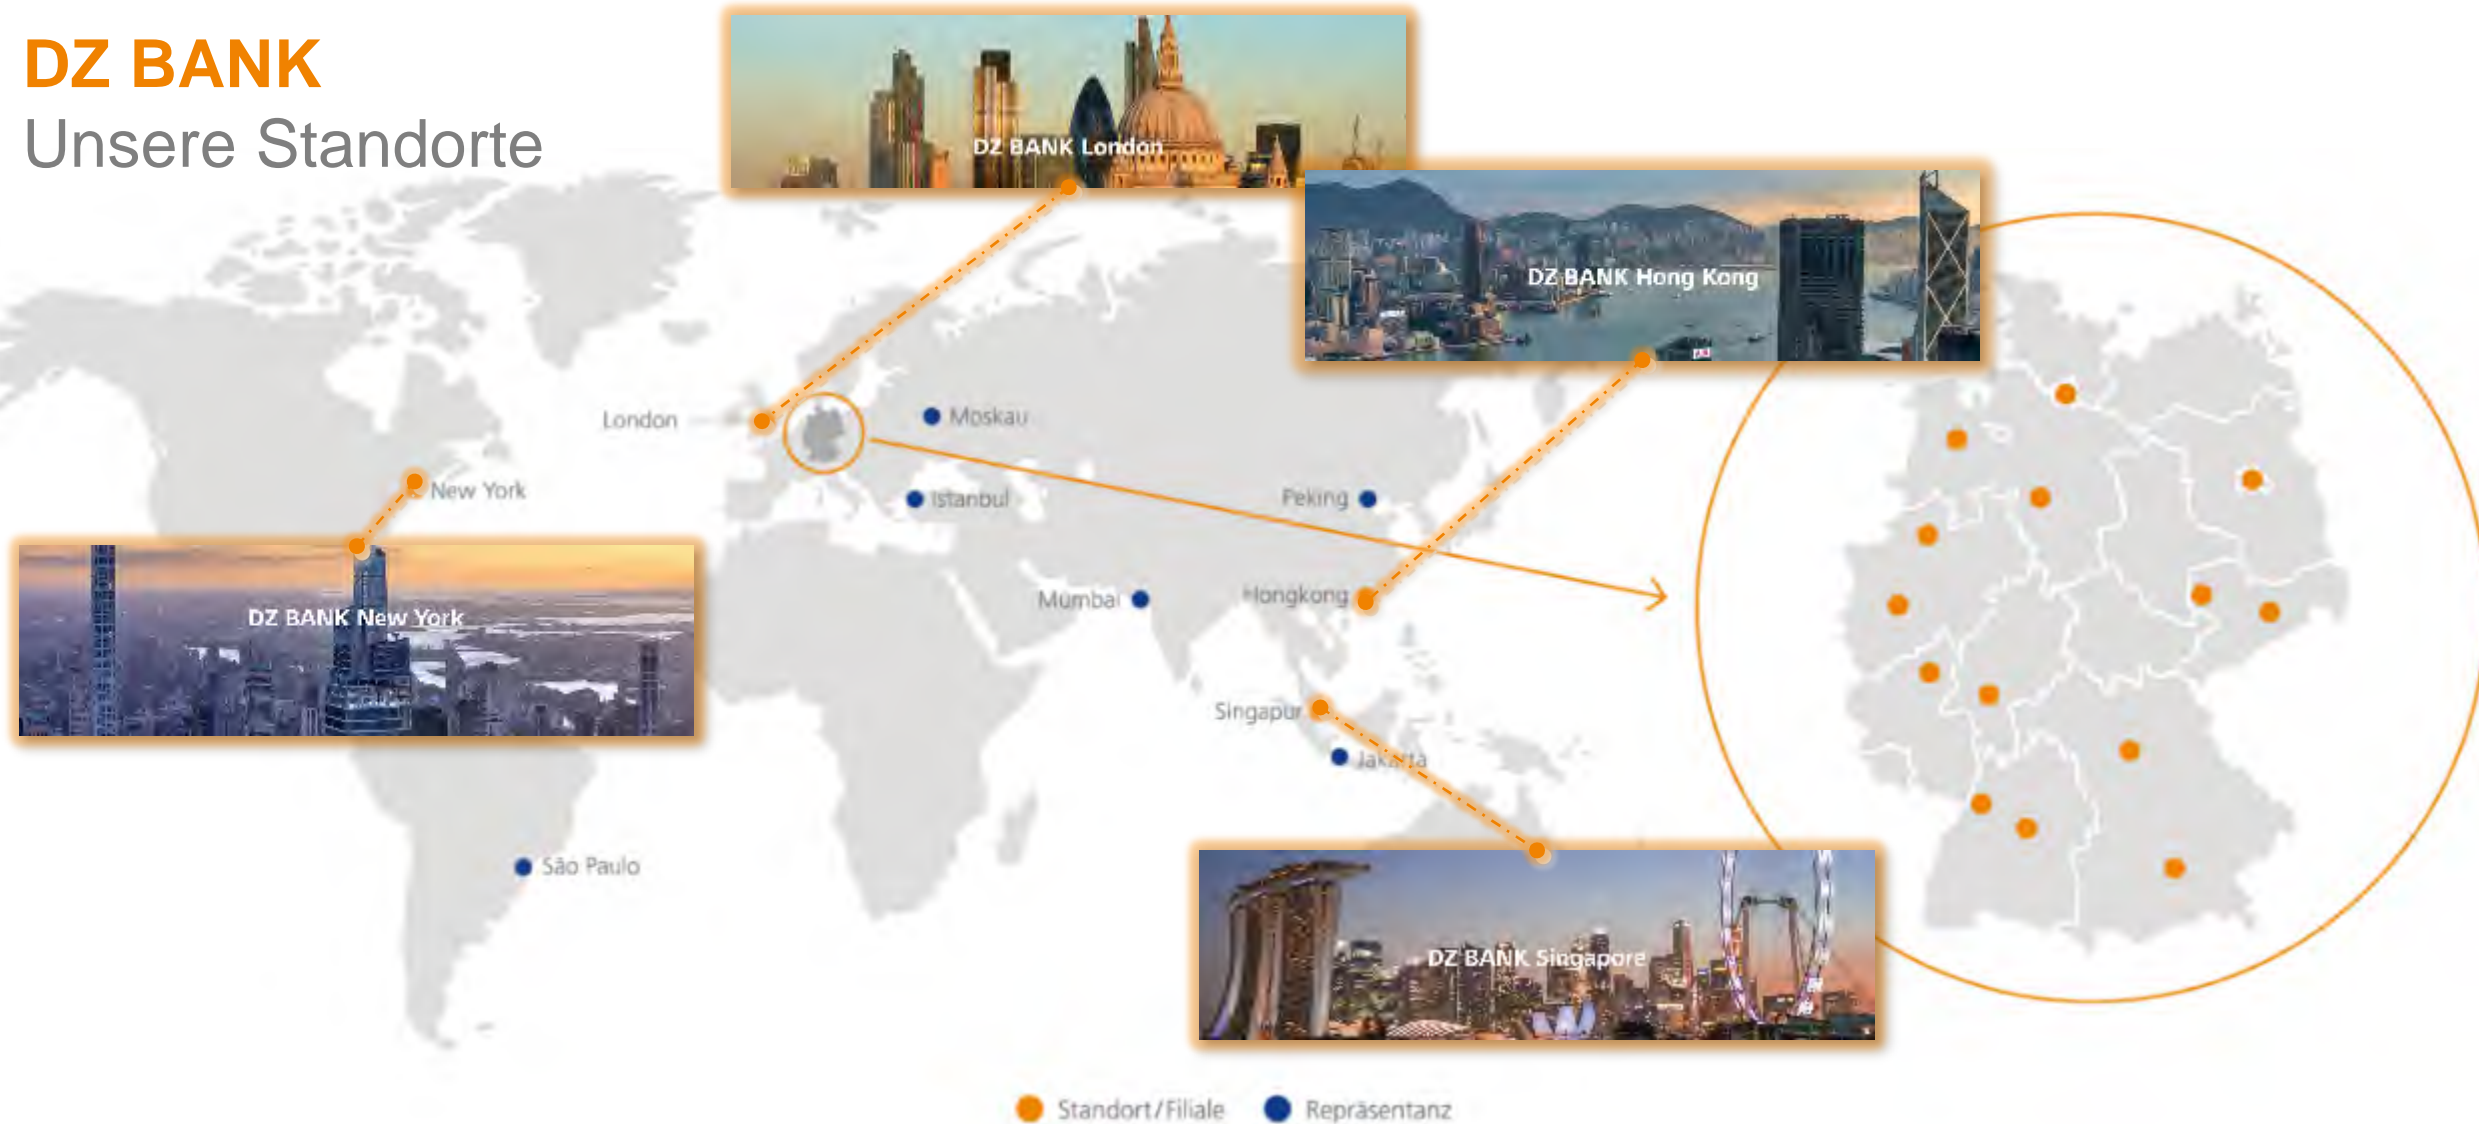 DZ BANK
Unsere Standorte
DZ BANK London
DZ BANK Hong Kong
London
Moskau
New York
Istanbul
Peking
DZ BANK New York
Mumbai
Hongkong
Singapur
Jakarta
São Paulo
DZ BANK Singapore
Standort/Filiale
Repräsentanz